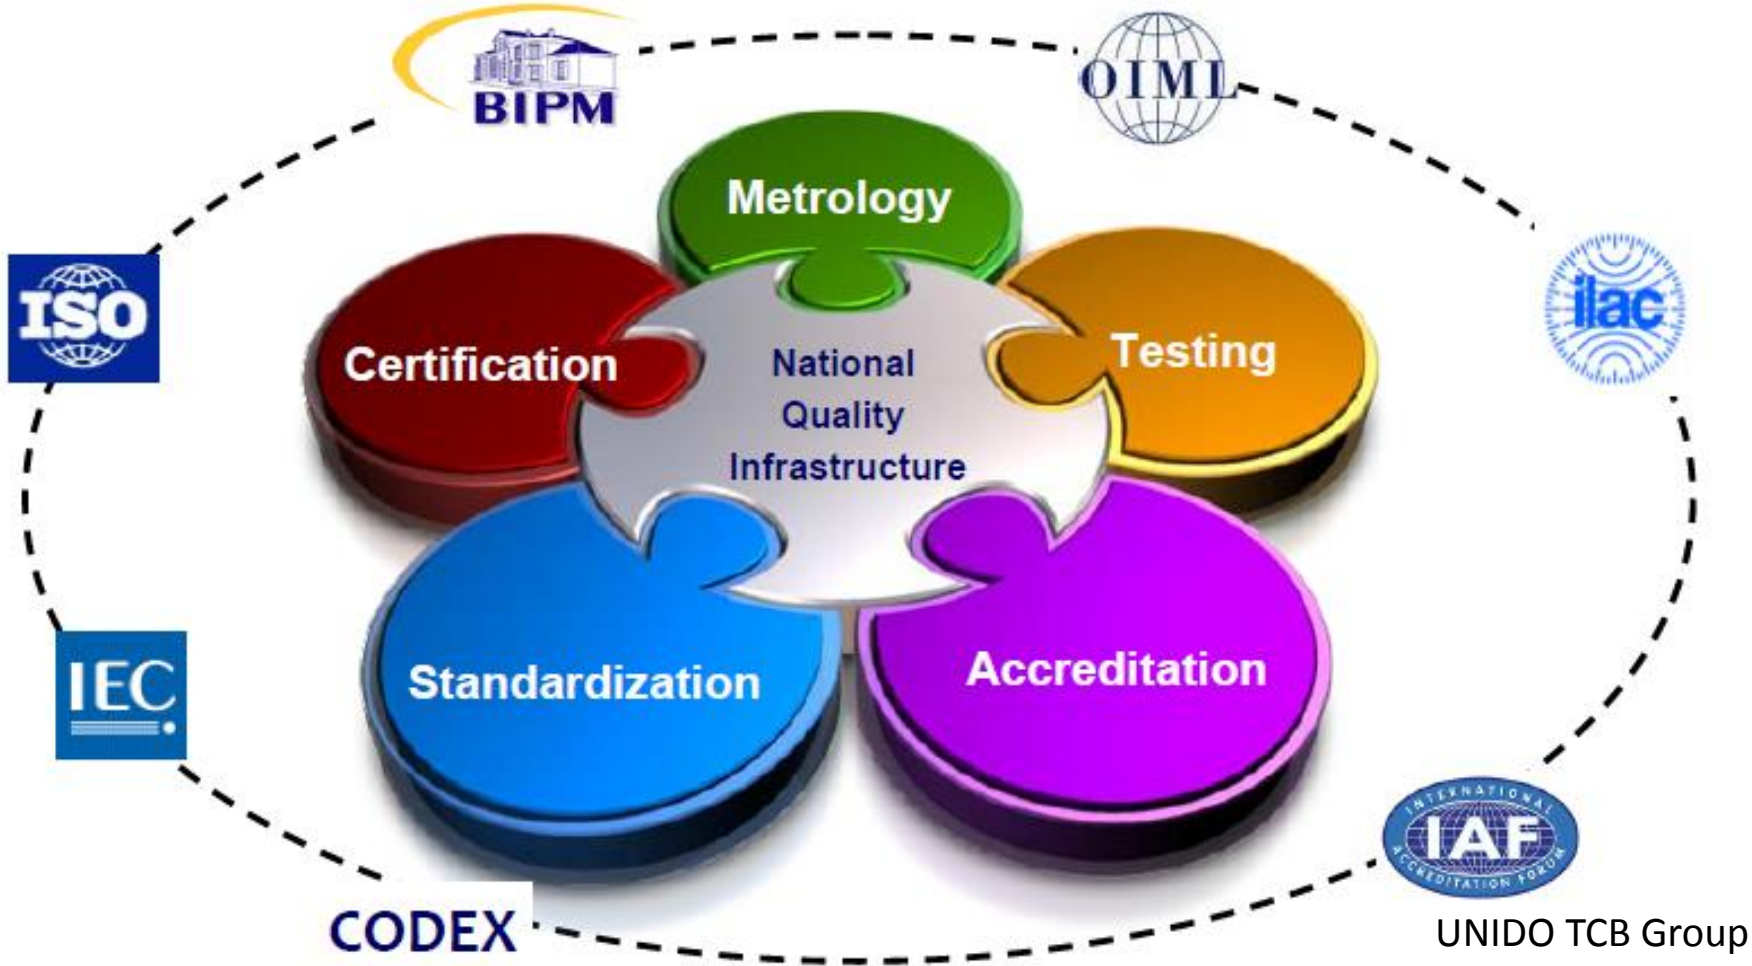 BIPM
OIML
Metrology
ISO
ilac
Certification
Testing
National
Quality
Infrastructure
IEC
Standardization
Accreditation
INTERNATIONAL
IAF
ACCREDITATION FORUM
CODEX
UNIDO TCB Group